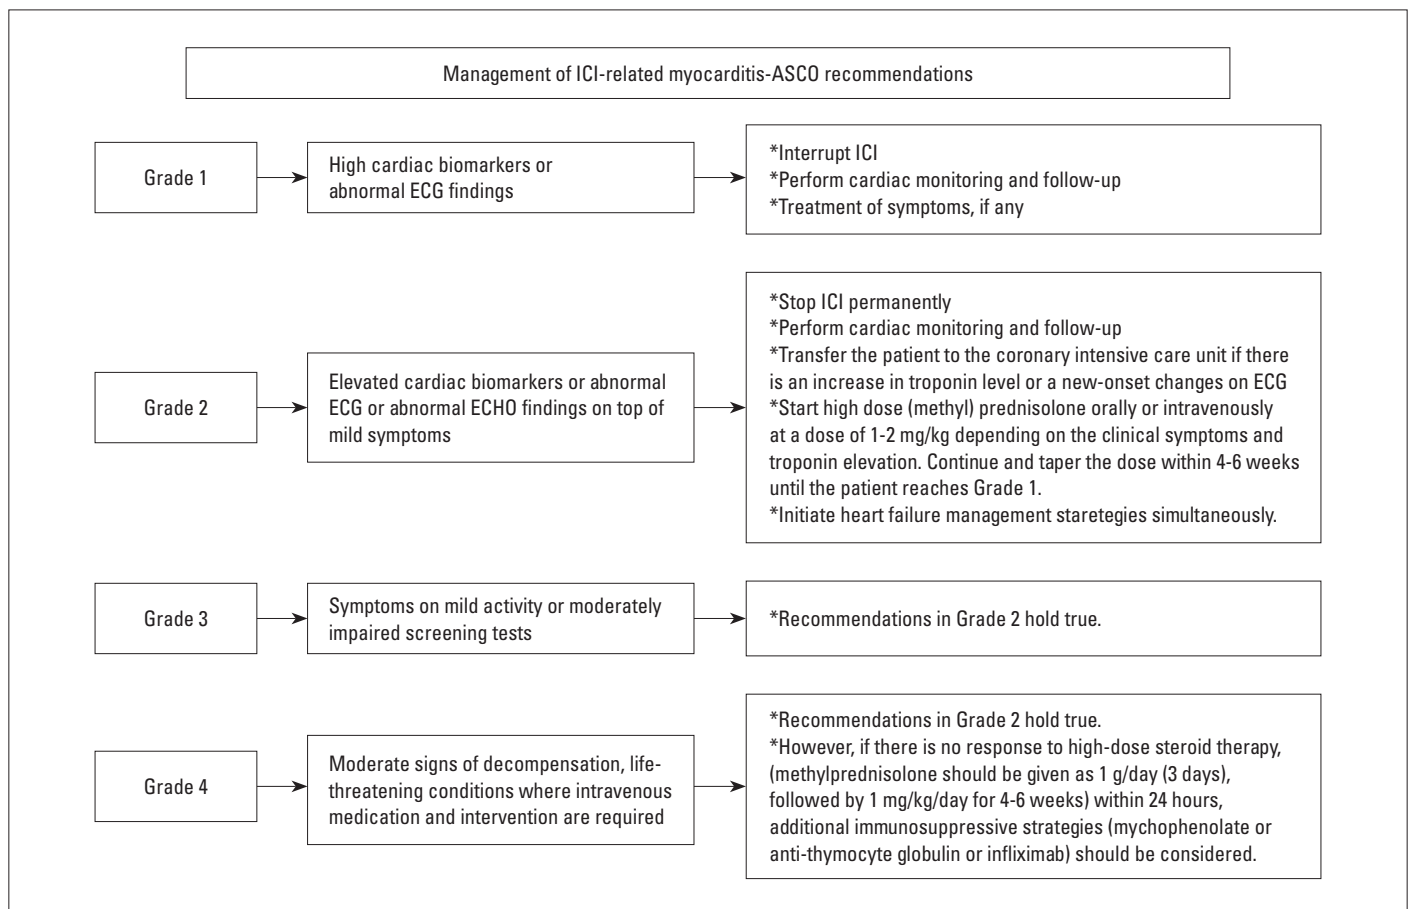 Management of ICI-related myocarditis-ASCO recommendations
Grade 1
High cardiac biomarkers or
abnormal ECG findings
*Interrupt ICI
*Perform cardiac monitoring and follow-up
*Treatment of symptoms, if any
Grade 2
Elevated cardiac biomarkers or abnormal
ECG or abnormal ECHO findings on top of
mild symptoms
*Stop ICI permanently
*Perform cardiac monitoring and follow-up
*Transfer the patient to the coronary intensive care unit if there
is an increase in troponin level or a new-onset changes on ECG
*Start high dose (methyl) prednisolone orally or intravenously
at a dose of 1-2 mg/kg depending on the clinical symptoms and
troponin elevation. Continue and taper the dose within 4-6 weeks
until the patient reaches Grade 1.
*Initiate heart failure management staretegies simultaneously.
Grade 3
Symptoms on mild activity or moderately
impaired screening tests
*Recommendations in Grade 2 hold true.
Grade 4
Moderate signs of decompensation, life-
threatening conditions where intravenous
medication and intervention are required
*Recommendations in Grade 2 hold true.
*However, if there is no response to high-dose steroid therapy,
(methylprednisolone should be given as 1 g/day (3 days),
followed by 1 mg/kg/day for 4-6 weeks) within 24 hours,
additional immunosuppressive strategies (mychophenolate or
anti-thymocyte globulin or infliximab) should be considered.